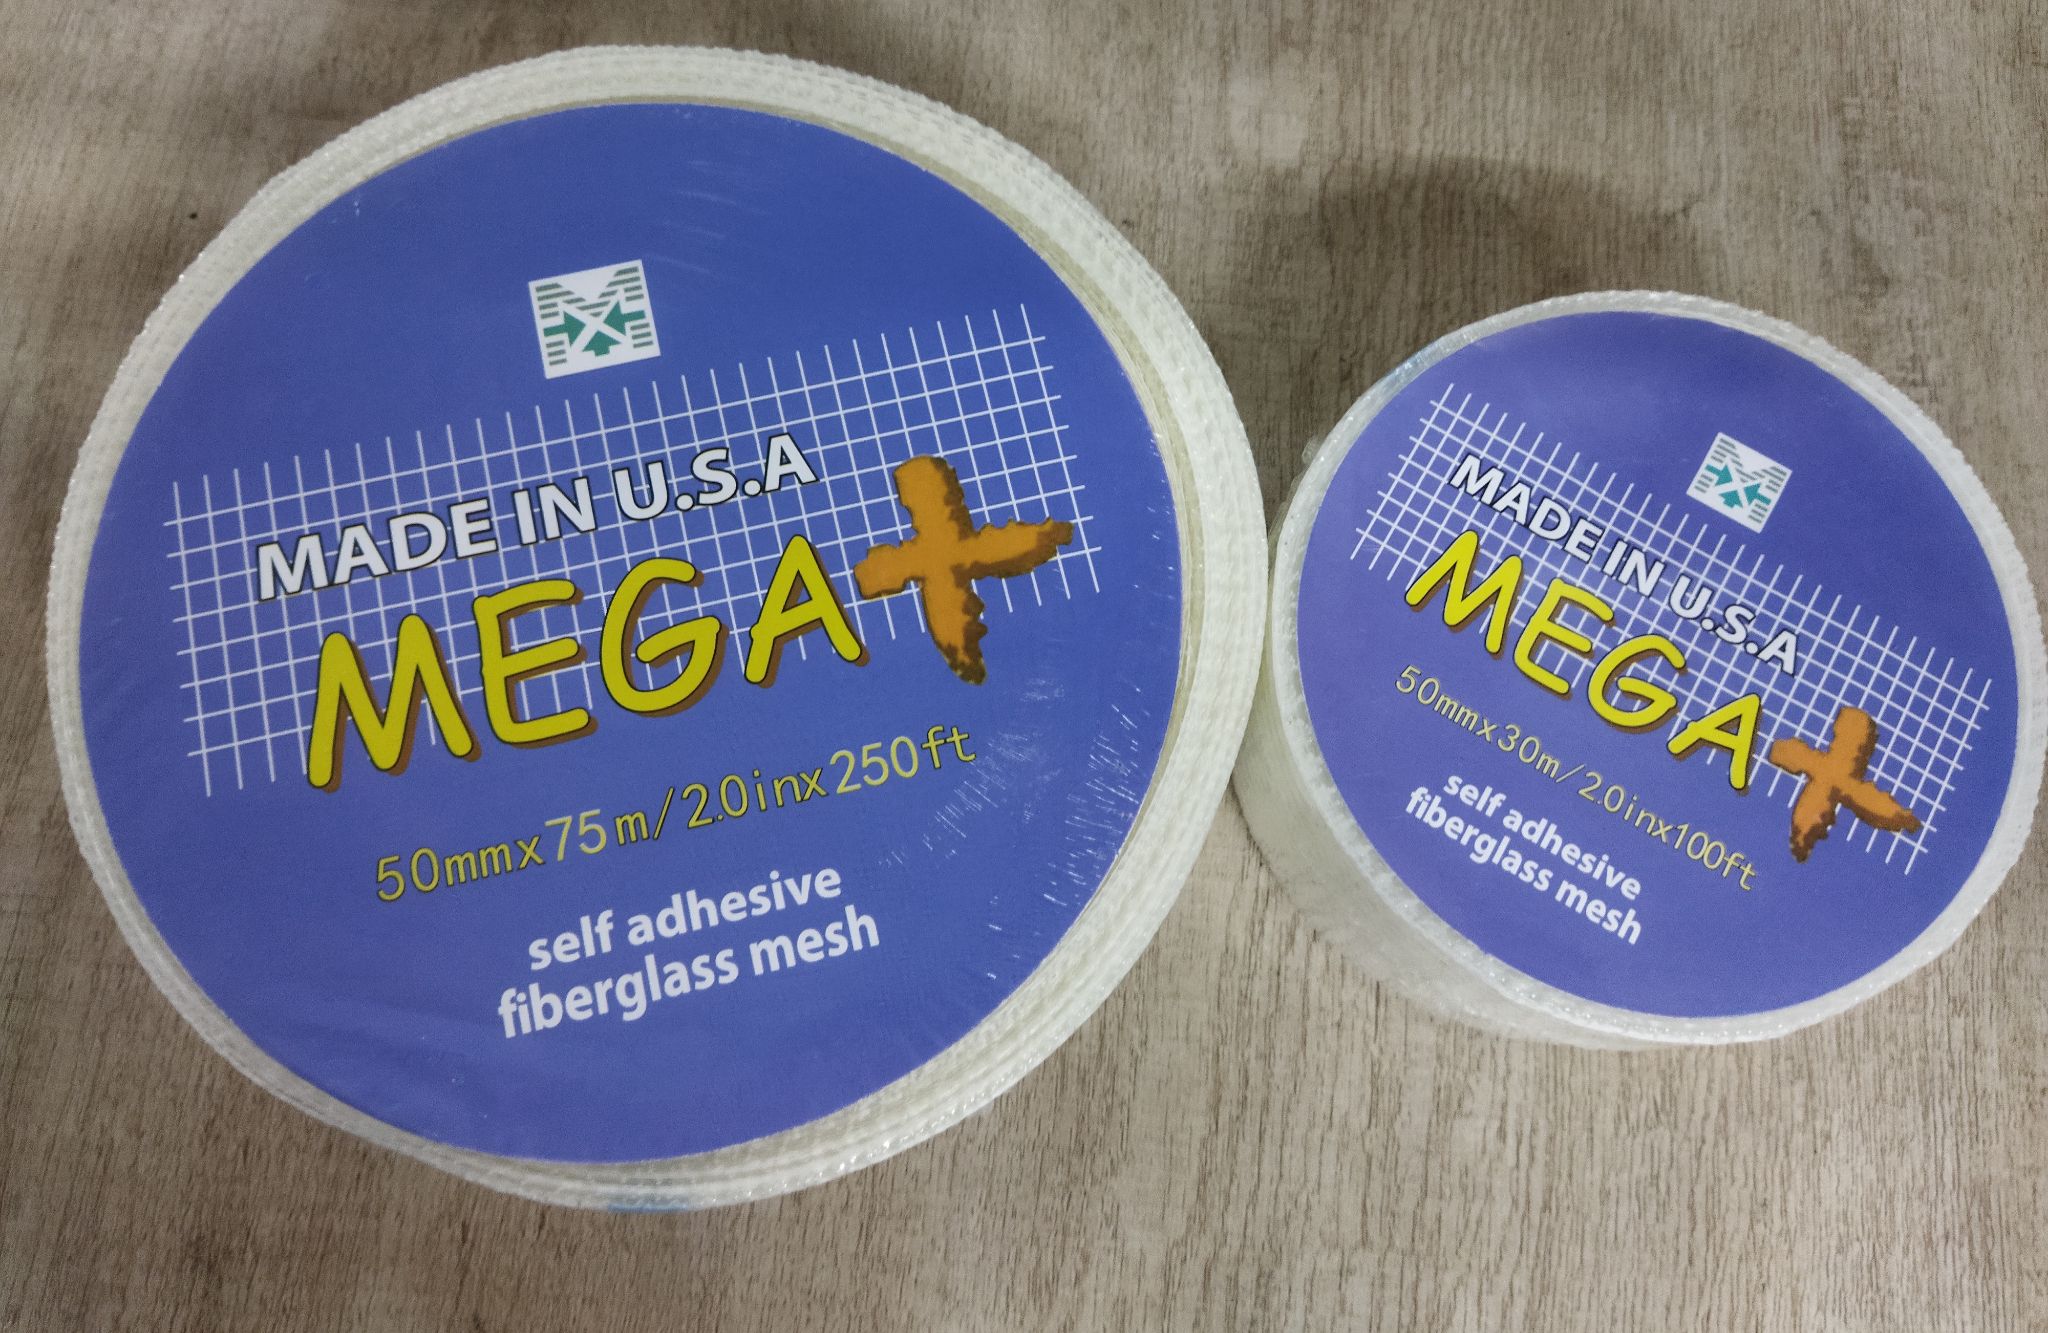 MADE IN U.S.A
MEGA+
50mmx75m/2.0inx250ft
self adhesive
fiberglass mesh
MADE IN U.S.A
MEGA+
50mmx30m/2.0inx100ft
self adhesive
fiberglass mesh